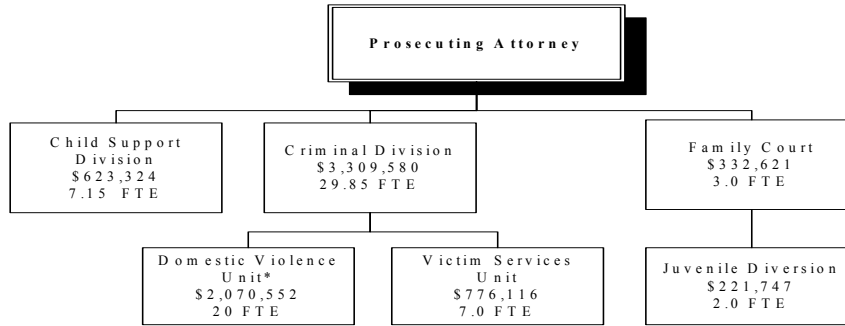 Prosecuting Attorney
Child Support
Division
$623,324
7.15 FTE
Criminal Division
$3,309,580
29.85 FTE
Family Court
$332,621
3.0 FTE
Domestic Violence
Unit*
$2,070,552
20 FTE
Victim Services
Unit
$776,116
7.0 FTE
Juvenile Diversion
$221,747
2.0 FTE